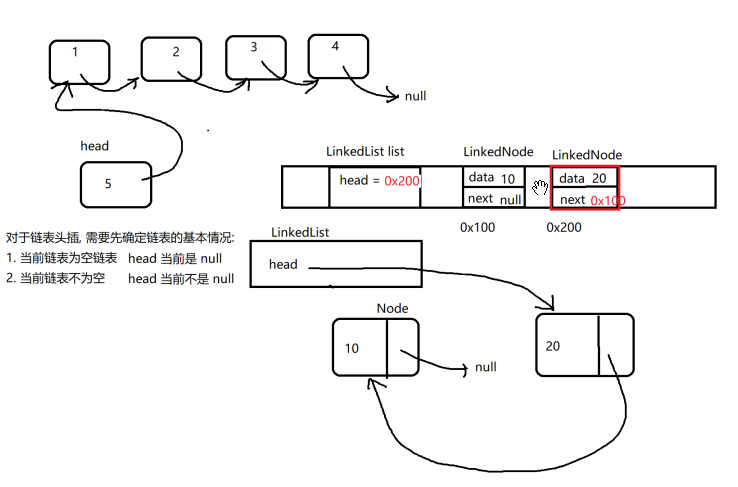 1
2
3
4
null
head
5
LinkedList list
LinkedNode
LinkedNode
head = 0x200
data 10
next null
data 20
next 0x100
0x100
0x200
对于链表头插, 需要先确定链表的基本情况:
1. 当前链表为空链表 head 当前是 null
2. 当前链表不为空 head 当前不是 null
LinkedList
head
Node
10
null
20